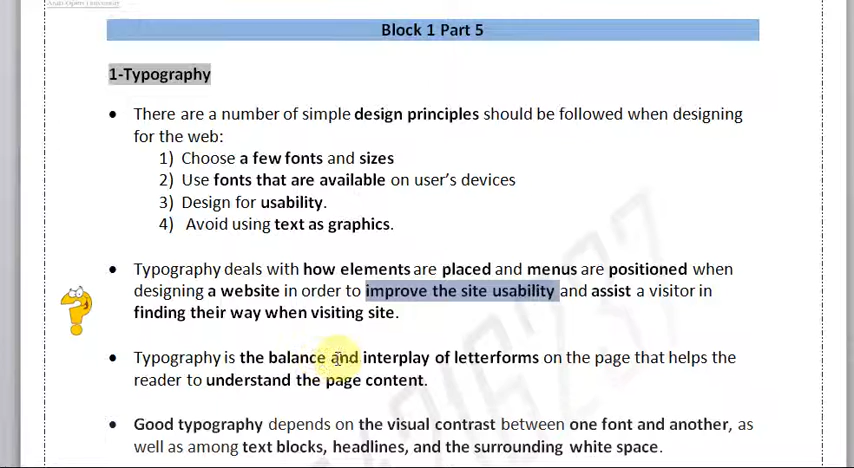 Arab Open University
Block 1 Part 5
1-Typography
• There are a number of simple design principles should be followed when designing
for the web:
1) Choose a few fonts and sizes
2) Use fonts that are available on user's devices
3) Design for usability.
4) Avoid using text as graphics.
• Typography deals with how elements are placed and menus are positioned when
designing a website in order to improve the site usability and assist a visitor in
finding their way when visiting site.
• Typography is the balance and interplay of letterforms on the page that helps the
reader to understand the page content.
• Good typography depends on the visual contrast between one font and another, as
well as among text blocks, headlines, and the surrounding white space.